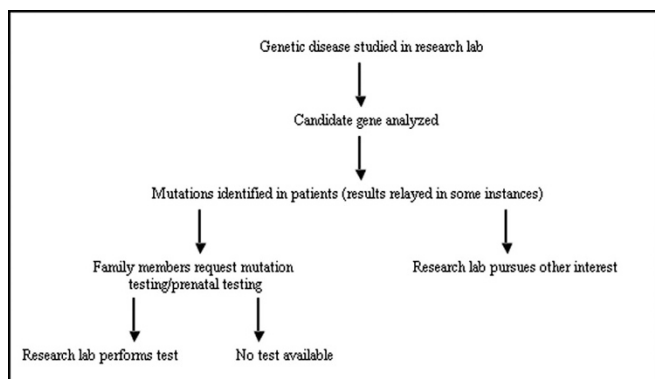 Genetic disease studied in research lab
Candidate gene analyzed
Mutations identified in patients (results relayed in some instances)
Family members request mutation
testing/prenatal testing
Research lab pursues other interest
Research lab performs test
No test available